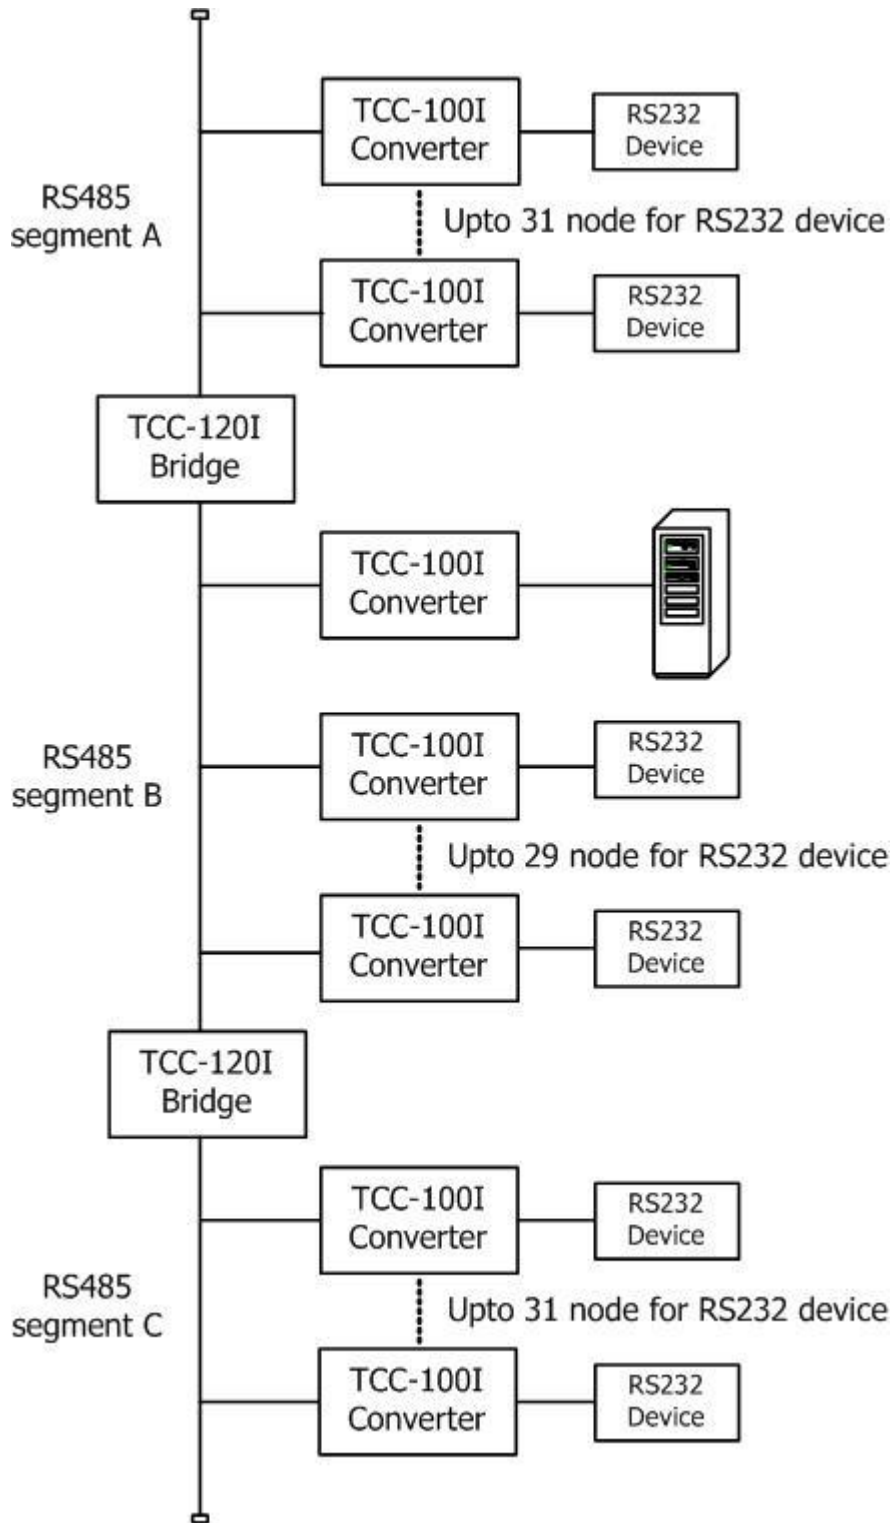 TCC-100I
Converter
RS232
Device
RS485
segment A
Upto 31 node for RS232 device
TCC-100I
Converter
RS232
Device
TCC-120I
Bridge
TCC-100I
Converter
TCC-100I
Converter
RS232
Device
RS485
segment B
Upto 29 node for RS232 device
TCC-100I
Converter
RS232
Device
TCC-120I
Bridge
TCC-100I
Converter
RS232
Device
RS485
segment C
Upto 31 node for RS232 device
TCC-100I
Converter
RS232
Device